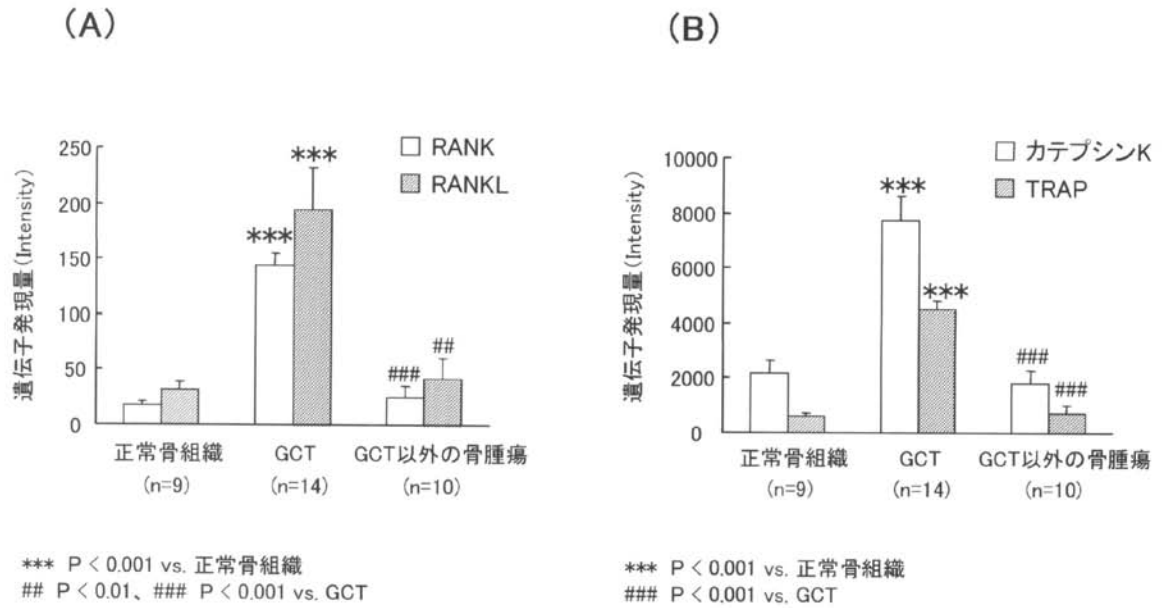 (A)
250
200
150
100
50
0
遺伝子発現量(Intensity)
RANK
RANKL
***
***
###
##
正常骨組織
GCT
GCT以外の骨腫瘍
(n=9)
(n=14)
(n=10)
*** P < 0.001 vs. 正常骨組織
## P < 0.01、 ### P < 0.001 vs. GCT
(B)
10000
8000
6000
4000
2000
0
遺伝子発現量(Intensity)
カテプシンK
TRAP
***
***
###
###
正常骨組織
GCT
GCT以外の骨腫瘍
(n=9)
(n=14)
(n=10)
*** P < 0.001 vs. 正常骨組織
### P < 0.001 vs. GCT